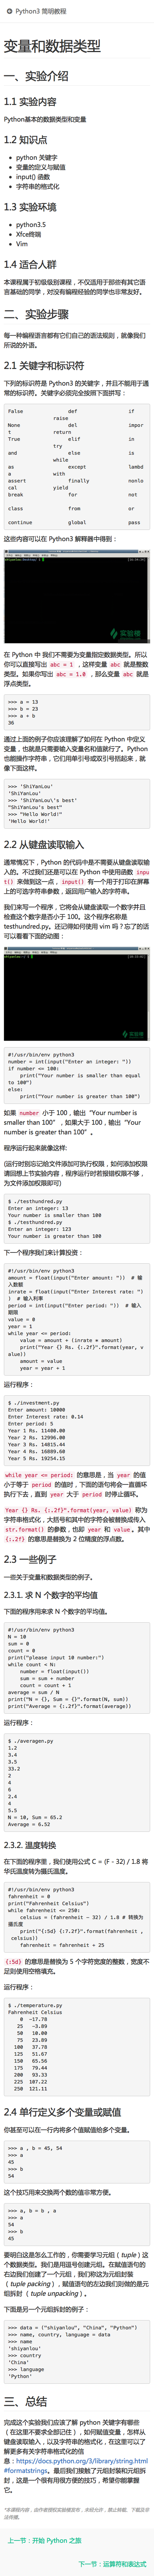 Python3 简明教程
变量和数据类型
一、实验介绍
1.1 实验内容
Python基本的数据类型和变量
1.2 知识点
python 关键字
变量的定义与赋值
input() 函数
字符串的格式化
1.3 实验环境
python3.5
Xfce终端
Vim
1.4 适合人群
本课程属于初级级别课程，不仅适用于那些有其它语
言基础的同学，对没有编程经验的同学也非常友好。
二、实验步骤
每一种编程语言都有它们自己的语法规则，就像我们
所说的外语。
2.1 关键字和标识符
下列的标识符是 Python3 的关键字，并且不能用于通
常的标识符。关键字必须完全按照下面拼写：
False def if
raise
None del impor
t return
True elif in
try
and else is
while
as except lambd
a with
assert finally nonlo
cal yield
break for not
class from or
continue global pass
这些内容可以在 Python3 解释器中得到：
实验楼
在 Python 中 我们不需要为变量指定数据类型。所以
你可以直接写出 abc = 1 ，这样变量 abc 就是整数
类型。如果你写出 abc = 1.0 ，那么变量 abc 就是
浮点类型。
>>> a = 13
>>> b = 23
>>> a + b
36
通过上面的例子你应该理解了如何在 Python 中定义
变量，也就是只需要输入变量名和值就行了。Python
也能操作字符串，它们用单引号或双引号括起来，就
像下面这样。
>>> 'ShiYanLou'
'ShiYanLou'
>>> 'ShiYanLou\'s best'
"ShiYanLou's best"
>>> "Hello World!"
'Hello World!'
2.2 从键盘读取输入
通常情况下，Python 的代码中是不需要从键盘读取输
入的。不过我们还是可以在 Python 中使用函数 inpu
t() 来做到这一点，input() 有一个用于打印在屏幕
上的可选字符串参数，返回用户输入的字符串。
我们来写一个程序，它将会从键盘读取一个数字并且
检查这个数字是否小于 100。这个程序名称是
testhundred.py。还记得如何使用 vim 吗？忘了的话
可以看看下面的动图：
实验楼
#!/usr/bin/env python3
number = int(input("Enter an integer: "))
if number <= 100:
print("Your number is smaller than equal
to 100")
else:
print("Your number is greater than 100")
如果 number 小于 100，输出 "Your number is
smaller than 100"，如果大于 100，输出 "Your
number is greater than 100" 。
程序运行起来就像这样：
(运行时别忘记给文件添加可执行权限，如何添加权限
请回想上节实验内容，程序运行时若报错权限不够，
为文件添加权限即可)
$ ./testhundred.py
Enter an integer: 13
Your number is smaller than 100
$ ./testhundred.py
Enter an integer: 123
Your number is greater than 100
下一个程序我们来计算投资：
#!/usr/bin/env python3
amount = float(input("Enter amount: ")) # 输
入数额
inrate = float(input("Enter Interest rate: ")
) # 输入利率
period = int(input("Enter period: ")) # 输入
期限
value = 0
year = 1
while year <= period:
value = amount + (inrate * amount)
print("Year {} Rs. {:.2f}".format(year, v
alue))
amount = value
year = year + 1
运行程序：
$ ./investment.py
Enter amount: 10000
Enter Interest rate: 0.14
Enter period: 5
Year 1 Rs. 11400.00
Year 2 Rs. 12996.00
Year 3 Rs. 14815.44
Year 4 Rs. 16889.60
Year 5 Rs. 19254.15
while year <= period: 的意思是，当 year 的值
小于等于 period 的值时，下面的语句将会一直循环
执行下去，直到 year 大于 period 时停止循环。
Year {} Rs. {:.2f}".format(year, value) 称为
字符串格式化，大括号和其中的字符会被替换成传入
str.format() 的参数，也即 year 和 value。其中
{:.2f} 的意思是替换为 2 位精度的浮点数。
2.3 一些例子
一些关于变量和数据类型的例子。
2.3.1. 求 N 个数字的平均值
下面的程序用来求 N 个数字的平均值。
#!/usr/bin/env python3
N = 10
sum = 0
count = 0
print("please input 10 number:")
while count < N:
number = float(input())
sum = sum + number
count = count + 1
average = sum / N
print("N = {}, Sum = {}".format(N, sum))
print("Average = {:.2f}".format(average))
运行程序：
$ ./averagen.py
1.2
3.4
3.5
33.2
2
4
6
2.4
4
5.5
N = 10, Sum = 65.2
Average = 6.52
2.3.2. 温度转换
在下面的程序里，我们使用公式 C = (F - 32) / 1.8 将
华氏温度转为摄氏温度。
#!/usr/bin/env python3
fahrenheit = 0
print("Fahrenheit Celsius")
while fahrenheit <= 250:
celsius = (fahrenheit - 32) / 1.8 # 转换为
摄氏度
print("{:5d} {:7.2f}".format(fahrenheit ,
celsius))
fahrenheit = fahrenheit + 25
{:5d} 的意思是替换为 5 个字符宽度的整数，宽度不
足则使用空格填充。
运行程序：
$ ./temperature.py
Fahrenheit Celsius
0 -17.78
25 -3.89
50 10.00
75 23.89
100 37.78
125 51.67
150 65.56
175 79.44
200 93.33
225 107.22
250 121.11
2.4 单行定义多个变量或赋值
你甚至可以在一行内将多个值赋值给多个变量。
>>> a , b = 45, 54
>>> a
45
>>> b
54
这个技巧用来交换两个数的值非常方便。
>>> a, b = b , a
>>> a
54
>>> b
45
要明白这是怎么工作的，你需要学习元组（tuple）这
个数据类型。我们是用逗号创建元组。在赋值语句的
右边我们创建了一个元组，我们称这为元组封装
（tuple packing），赋值语句的左边我们则做的是元
组拆封 （tuple unpacking）。
下面是另一个元组拆封的例子：
>>> data = ("shiyanlou", "China", "Python")
>>> name, country, language = data
>>> name
'shiyanlou'
>>> country
'China'
>>> language
'Python'
三、总结
完成这个实验我们应该了解 python 关键字有哪些
（在这里不要求全部记住），如何赋值变量，怎样从
键盘读取输入，以及字符串的格式化，在这里可以了
解更多有关字符串格式化的信
息：https://docs.python.org/3/library/string.html
#formatstrings。最后我们接触了元组封装和元组拆
封，这是一个很有用很方便的技巧，希望你能掌握
它。
上一节：开始 Python 之旅
下一节：运算符和表达式